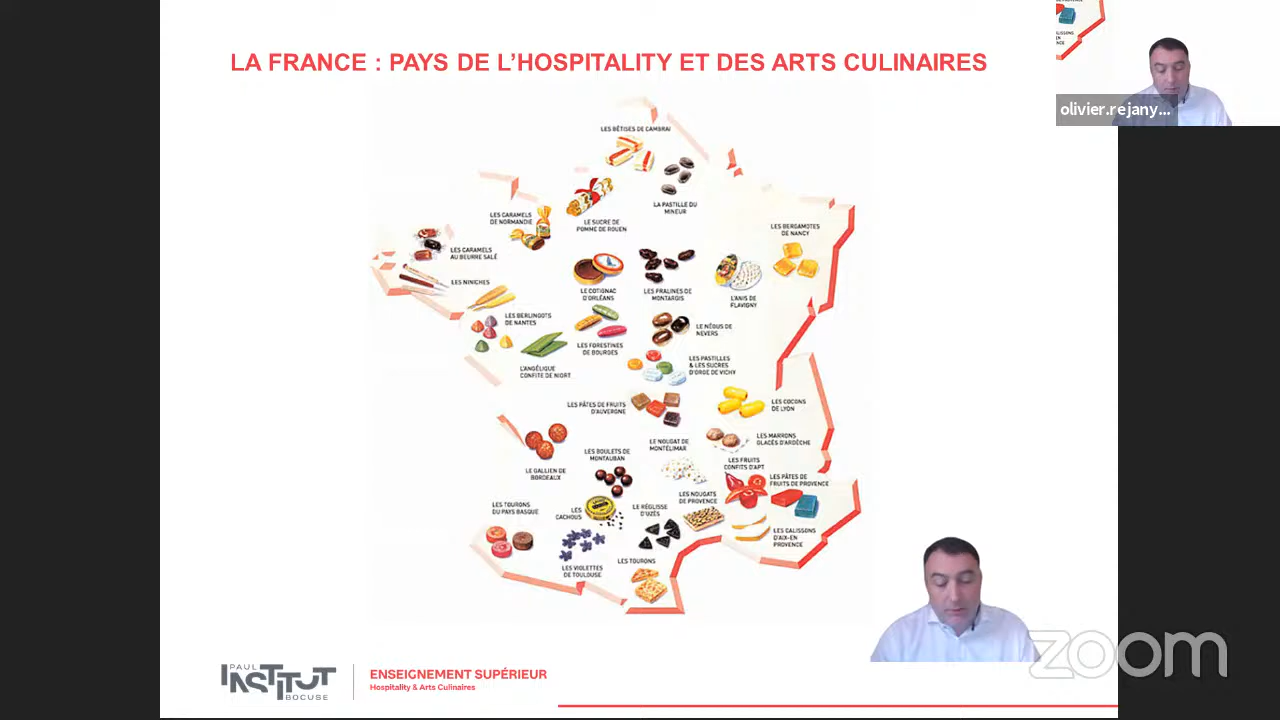 LA FRANCE : PAYS DE L’HOSPITALITY ET DES ARTS CULINAIRES
olivier.rejany...
LES BÊTISES DE CAMBRAI
LA PASTILLE DU
MINEUR
LES CARAMELS
DE NORMANDIE
LE SUCRE DE
POMME DE ROUEN
LES BERGAMOTES
DE NANCY
LES CARAMELS
AU BEURRE SALÉ
LES NINICHES
LE COTIGNAC
D'ORLÉANS
LES PRALINES DE
MONTARGIS
L'ANIS DE
FLAVIGNY
LES BERLINGOTS
DE NANTES
LE NÉGUS DE
NEVERS
LES FORESTINES
DE BOURGES
L'ANGÉLIQUE
CONFITE DE NIORT
LES PASTILLES
& LES SUCRES
D'ORGE DE VICHY
LES PÂTES DE FRUITS
D'AUVERGNE
LES COCONS
DE LYON
LES MARRONS
GLACÉS D'ARDÈCHE
LE NOUGAT DE
MONTÉLIMAR
LES BOULETS DE
MONTAUBAN
LE GALLIEN DE
BORDEAUX
LES FRUITS
CONFITS D'APT
LES PÂTES DE
FRUITS DE PROVENCE
LES NOUGATS
DE PROVENCE
LES TOURONS
DU PAYS BASQUE
LES
CACHOUS
LE RÉGLISSE
D'UZÈS
LES CALISSONS
D'AIX-EN
PROVENCE
LES VIOLETTES
DE TOULOUSE
LES TOURONS
zoom
PAUL
INSTITUT
BOCUSE
ENSEIGNEMENT SUPÉRIEUR
Hospitality & Arts Culinaires